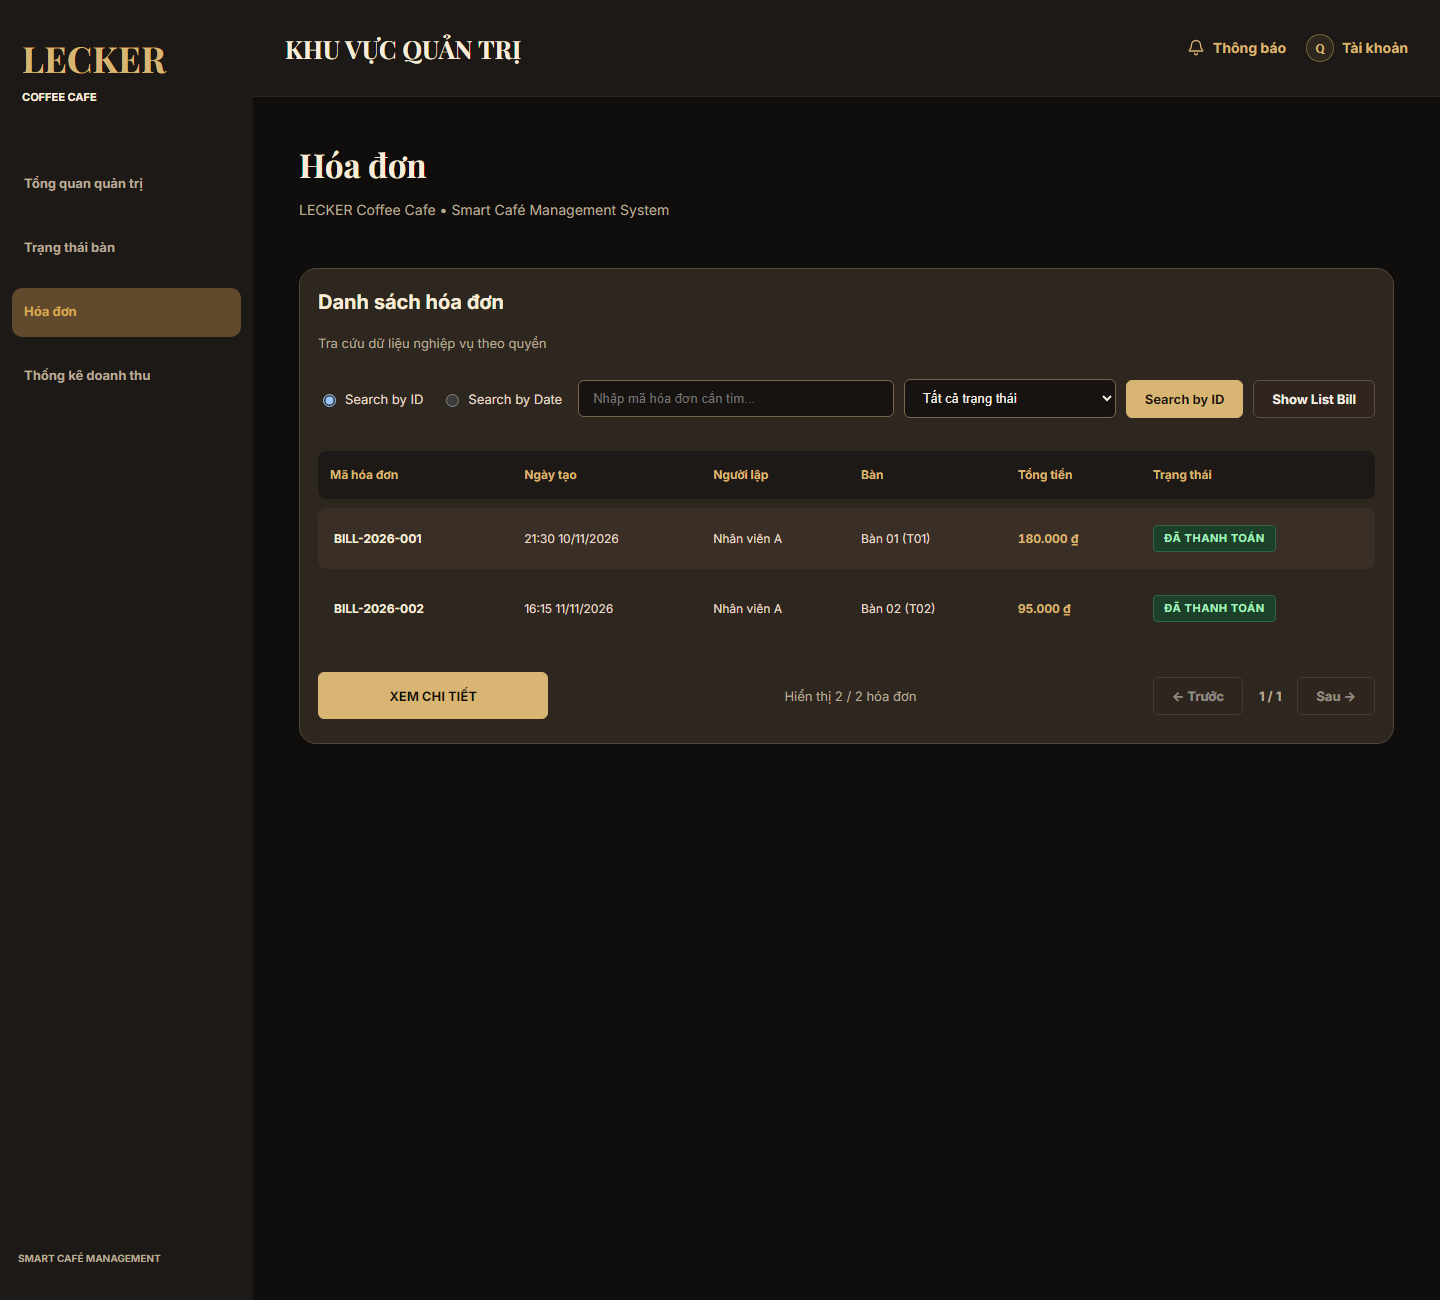 LECKER
COFFEE CAFE
Tổng quan quản trị
Trạng thái bàn
Hóa đơn
Thống kê doanh thu
SMART CAFÉ MANAGEMENT
KHU VỰC QUẢN TRỊ
Thông báo
Q Tài khoản
Hóa đơn
LECKER Coffee Cafe • Smart Café Management System
Danh sách hóa đơn
Tra cứu dữ liệu nghiệp vụ theo quyền
Search by ID Search by Date Nhập mã hóa đơn cần tìm... Tất cả trạng thái Search by ID Show List Bill
Mã hóa đơn Ngày tạo Người lập Bàn Tổng tiền Trạng thái
BILL-2026-001 21:30 10/11/2026 Nhân viên A Bàn 01 (T01) 180.000 ₫ ĐÃ THANH TOÁN
BILL-2026-002 16:15 11/11/2026 Nhân viên A Bàn 02 (T02) 95.000 ₫ ĐÃ THANH TOÁN
XEM CHI TIẾT Hiển thị 2 / 2 hóa đơn ← Trước 1 / 1 Sau →